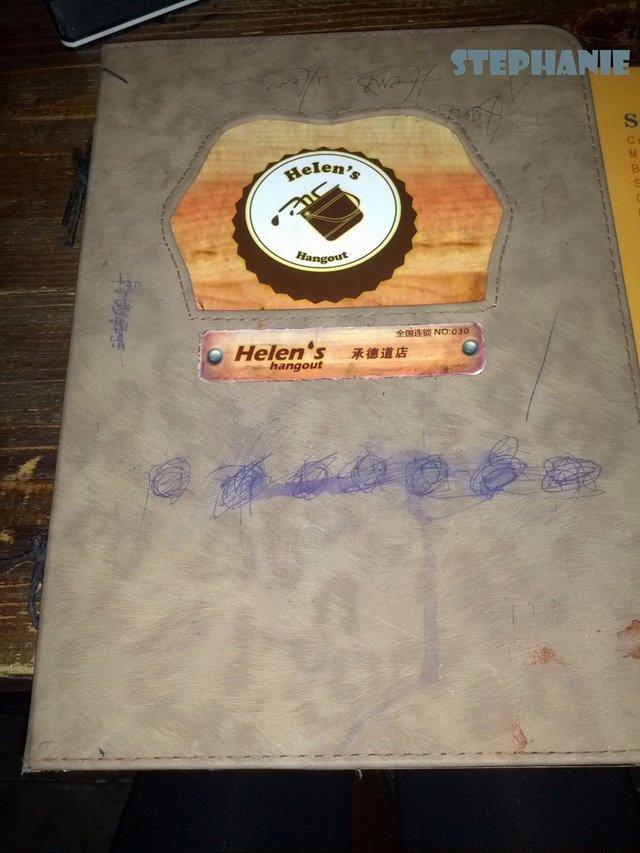 STEPHANIE
Helen's
Hangout
全国连锁 NO:030
Helen's
hangout
承德道店